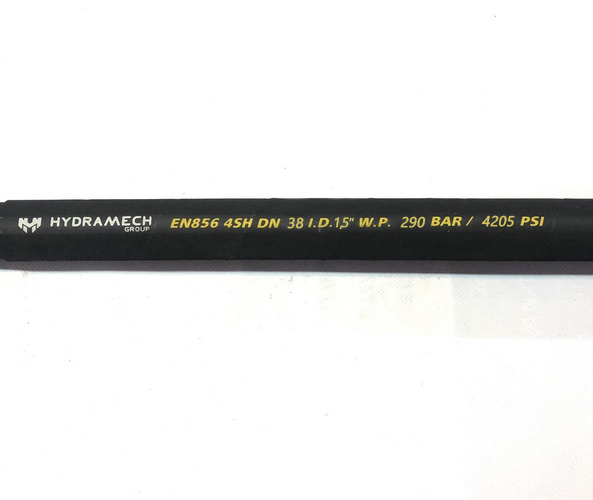 HYDRAMECH
GROUP
EN856 4SH DN 38 I.D.1,5" W.P. 290 BAR / 4205 PSI